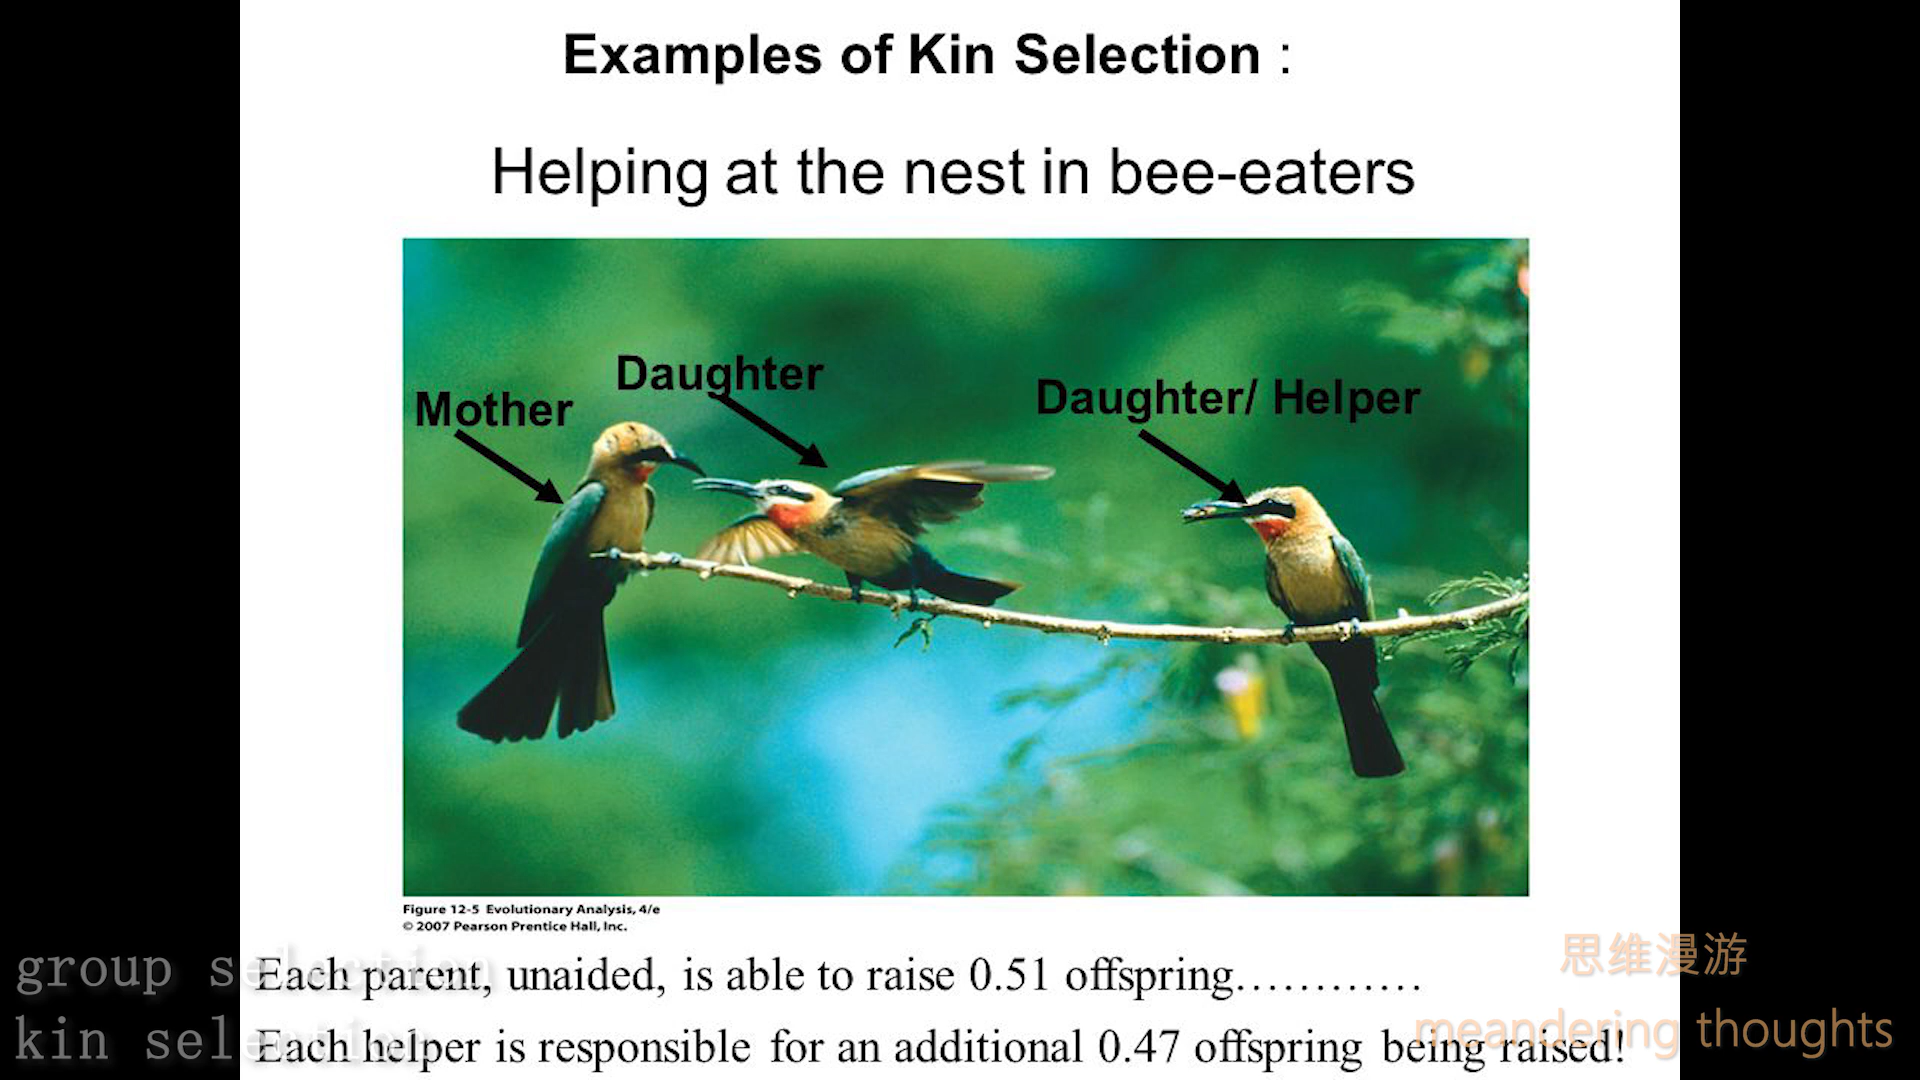 Examples of Kin Selection :
Helping at the nest in bee-eaters
Mother
Daughter
Daughter/ Helper
Figure 12-5 Evolutionary Analysis, 4/e
© 2007 Pearson Prentice Hall, Inc.
Each parent, unaided, is able to raise 0.51 offspring…………
Each helper is responsible for an additional 0.47 offspring being raised!
group selection
kin selection
思维漫游
meandering thoughts